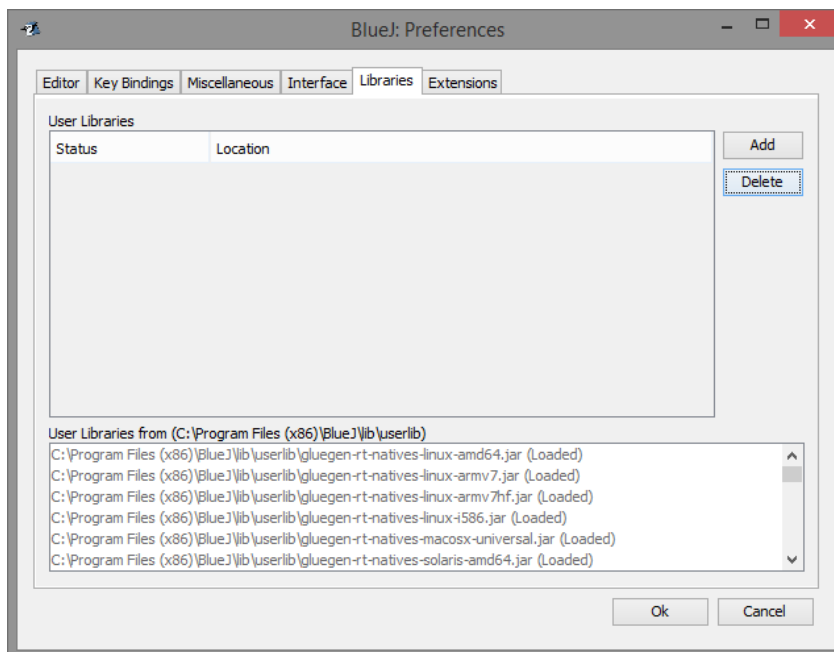 BlueJ: Preferences
Editor Key Bindings Miscellaneous Interface Libraries Extensions
User Libraries
Status Location
Add
Delete
User Libraries from (C:\Program Files (x86)\BlueJ\lib\userlib)
C:\Program Files (x86)\BlueJ\lib\userlib\gluegen-rt-natives-linux-amd64.jar (Loaded)
C:\Program Files (x86)\BlueJ\lib\userlib\gluegen-rt-natives-linux-armv7.jar (Loaded)
C:\Program Files (x86)\BlueJ\lib\userlib\gluegen-rt-natives-linux-armv7hf.jar (Loaded)
C:\Program Files (x86)\BlueJ\lib\userlib\gluegen-rt-natives-linux-i586.jar (Loaded)
C:\Program Files (x86)\BlueJ\lib\userlib\gluegen-rt-natives-macosx-universal.jar (Loaded)
C:\Program Files (x86)\BlueJ\lib\userlib\gluegen-rt-natives-solaris-amd64.jar (Loaded)
Ok Cancel